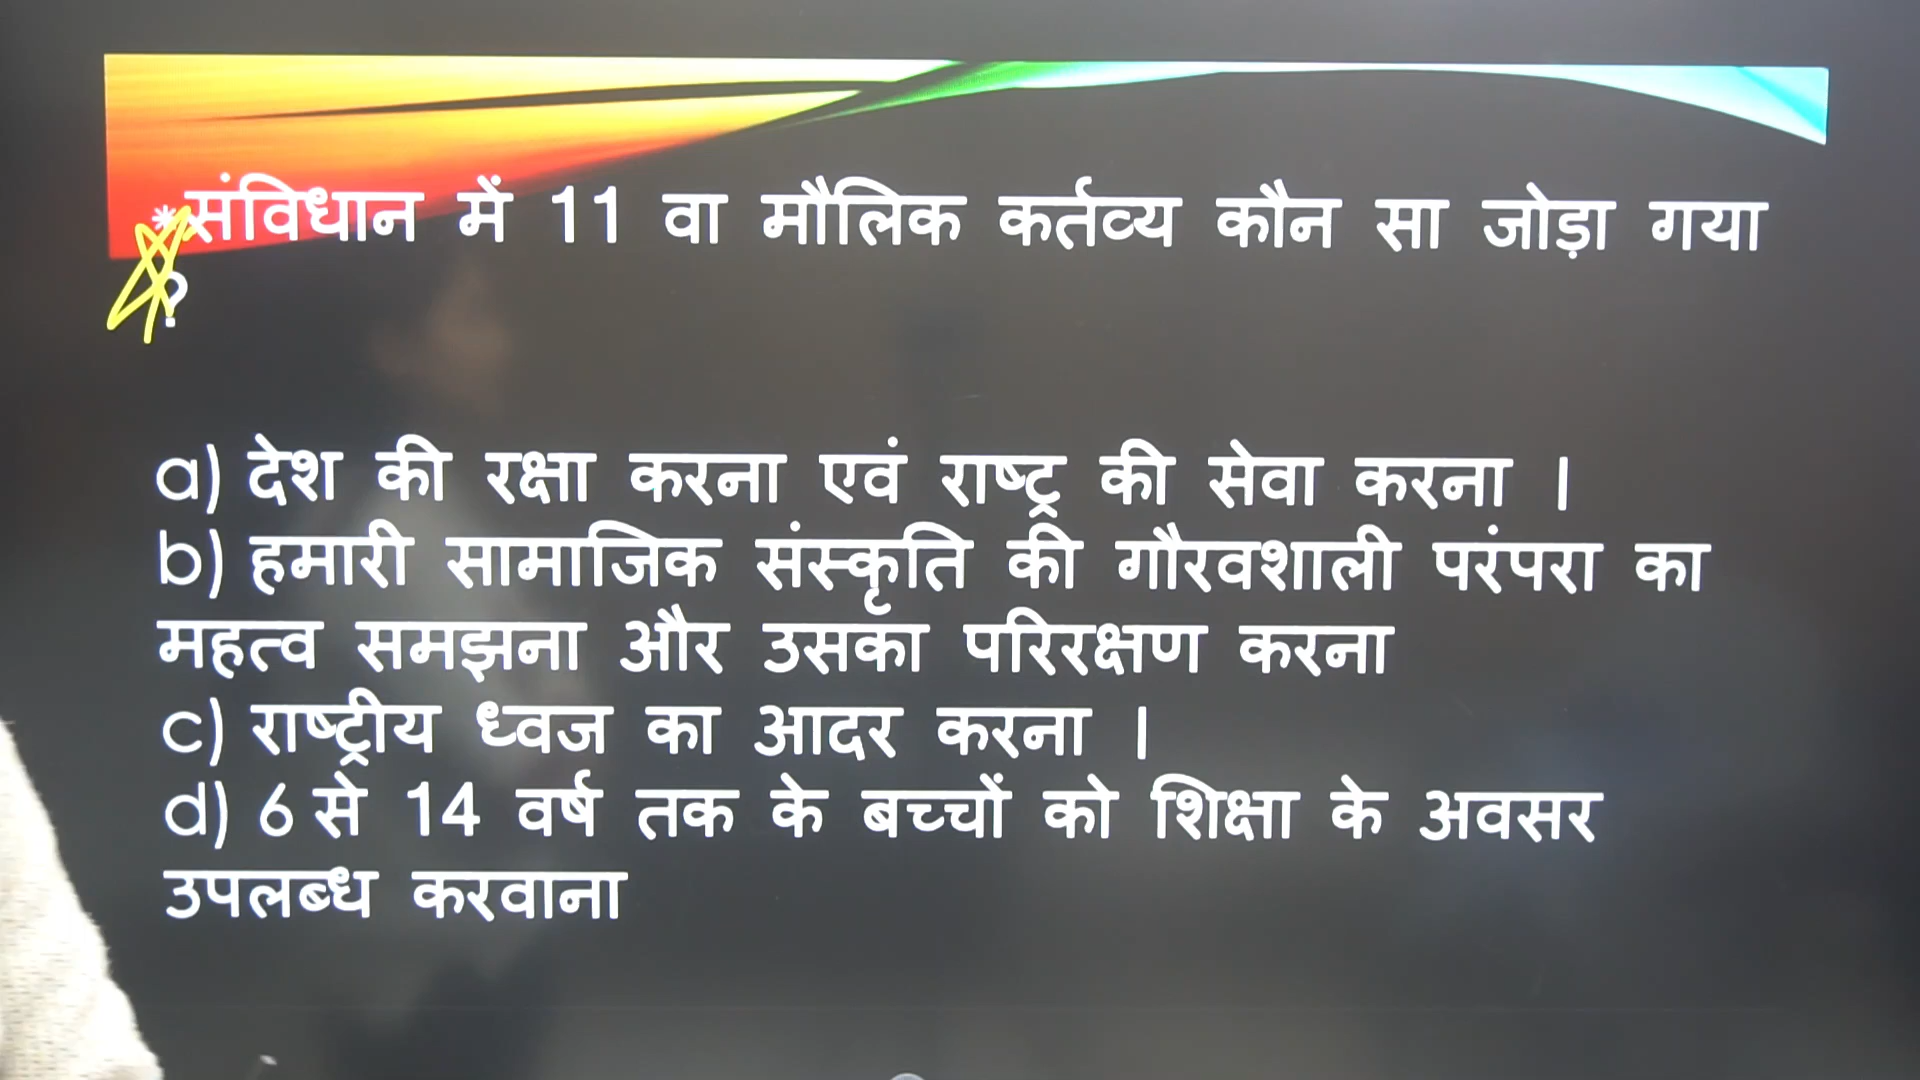 *संविधान में 11 वा मौलिक कर्तव्य कौन सा जोड़ा गया
?
a) देश की रक्षा करना एवं राष्ट्र की सेवा करना ।
b) हमारी सामाजिक संस्कृति की गौरवशाली परंपरा का
महत्व समझना और उसका परिरक्षण करना
c) राष्ट्रीय ध्वज का आदर करना ।
d) 6 से 14 वर्ष तक के बच्चों को शिक्षा के अवसर
उपलब्ध करवाना